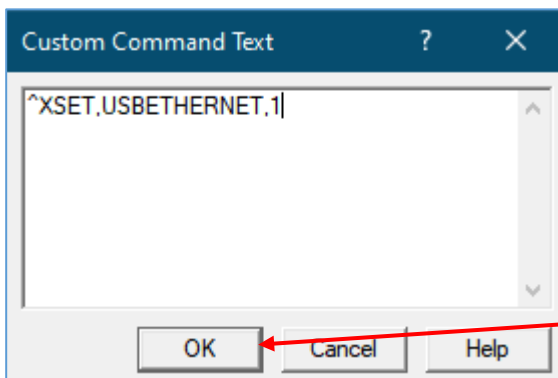 Custom Command Text ? ×
^XSET,USBETHERNET,1
OK Cancel Help